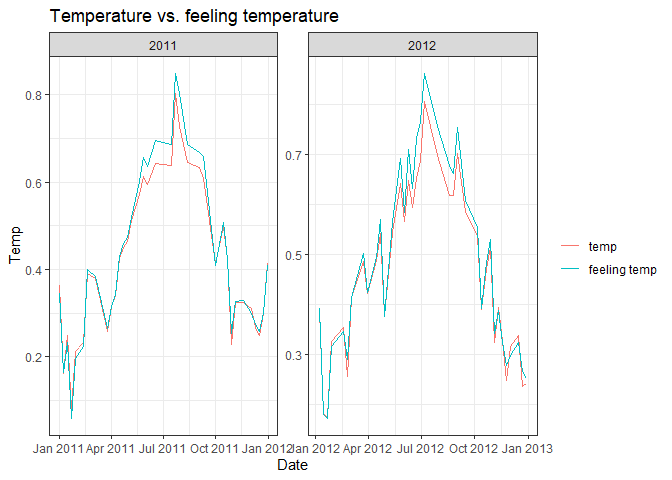 Temperature vs. feeling temperature
2011
2012
Temp
0.8
0.6
0.4
0.2
0.7
0.5
0.3
Jan 2011 Apr 2011 Jul 2011 Oct 2011 Jan 2012
Jan 2012 Apr 2012 Jul 2012 Oct 2012 Jan 2013
Date
temp
feeling temp